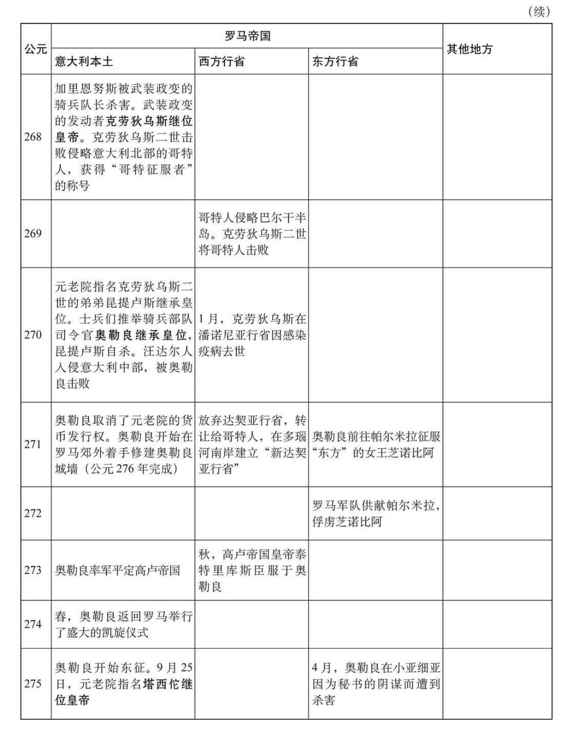 （续）
公元
罗马帝国
其他地方
意大利本土
西方行省
东方行省
268
加里恩努斯被武装政变的
骑兵队长杀害。武装政变
的发动者克劳狄乌斯继位
皇帝。克劳狄乌斯二世击
败侵略意大利北部的哥特
人，获得“哥特征服者”
的称号
269
哥特人侵略巴尔干半
岛。克劳狄乌斯二世
将哥特人击败
270
元老院指名克劳狄乌斯二
世的弟弟昆提卢斯继承皇
位。士兵们推举骑兵部队
司令官奥勒良继承皇位，
昆提卢斯自杀。汪达尔人
入侵意大利中部，被奥勒
良击败
1月，克劳狄乌斯在
潘诺尼亚行省因感染
疫病去世
271
奥勒良取消了元老院的货
币发行权。奥勒良开始在
罗马郊外着手修建奥勒良
城墙（公元276年完成）
放弃达契亚行省，转
让给哥特人，在多瑙
河南岸建立“新达契
亚行省”
奥勒良前往帕尔米拉征服
“东方”的女王芝诺比阿
272
罗马军队供献帕尔米拉，
俘虏芝诺比阿
273
奥勒良率军平定高卢帝国
秋，高卢帝国皇帝泰
特里库斯臣服于奥
勒良
274
春，奥勒良返回罗马举行
了盛大的凯旋仪式
275
奥勒良开始东征。9月25
日，元老院指名塔西佗继
位皇帝
4月，奥勒良在小亚细亚
因为秘书的阴谋而遭到
杀害